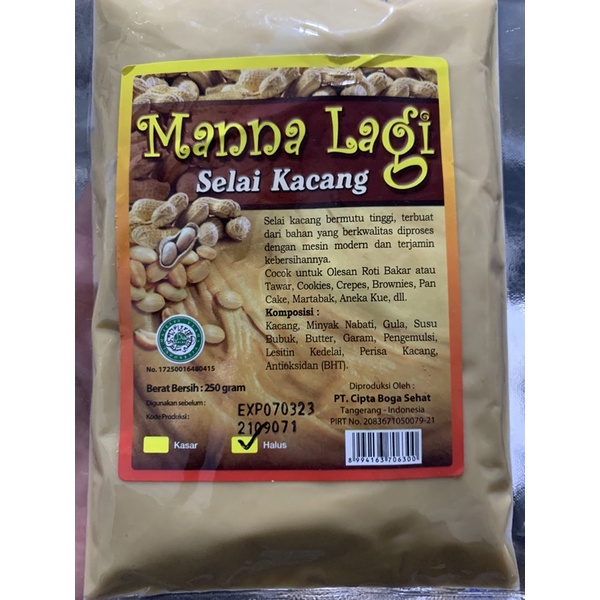 Manna Lagi
Selai Kacang
Selai kacang bermutu tinggi, terbuat
dari bahan yang berkwalitas diproses
dengan mesin modern dan terjamin
kebersihannya.
Cocok untuk Olesan Roti Bakar atau
Tawar, Cookies, Crepes, Brownies, Pan
Cake, Martabak, Aneka Kue, dll.
Komposisi :
Kacang, Minyak Nabati, Gula, Susu
Bubuk, Butter, Garam, Pengemulsi,
Lesitin Kedelai, Perisa Kacang,
Antioksidan (BHT).
No. 17250016480415
Berat Bersih : 250 gram
Digunakan sebelum :
EXP070323
Kode Produksi :
2109071
Kasar
Halus
Diproduksi Oleh :
PT. Cipta Boga Sehat
Tangerang - Indonesia
PIRT No. 2083671050079-21
8994163706300